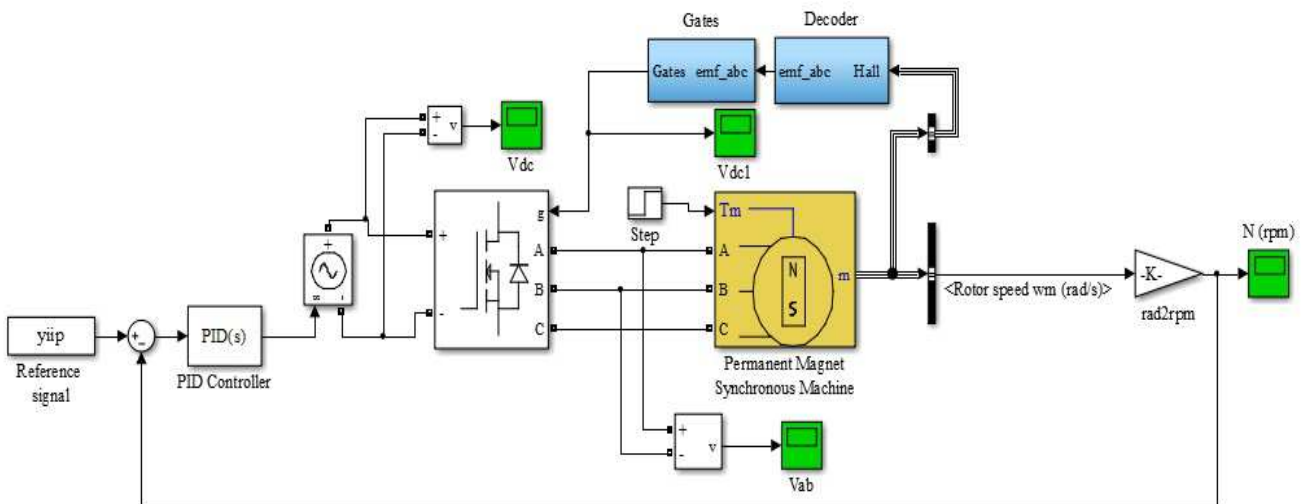 Gates
Decoder
Gates emf_abc
emf_abc Hall
+
-
v
Vdc
Vdc1
g
Step
Tm
+
A
A
N
S
m
B
B
-
C
C
+
s -
N (rpm)
-K-
<Rotor speed wm (rad/s)>
rad2rpm
yiip
+
-
PID(s)
Reference
signal
PID Controller
Permanent Magnet
Synchronous Machine
+
-
v
Vab